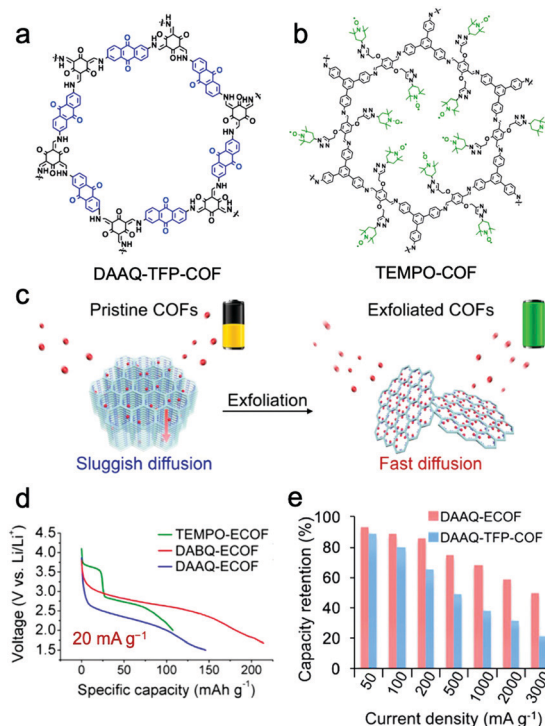 a
b
DAAQ-TFP-COF
TEMPO-COF
c
Pristine COFs
Exfoliated COFs
Exfoliation
Sluggish diffusion
Fast diffusion
d
Voltage (V vs. Li/Li⁺)
4.5
4.0
3.5
3.0
2.5
2.0
1.5
TEMPO-ECOF
DABQ-ECOF
DAAQ-ECOF
20 mA g⁻¹
0 50 100 150 200
Specific capacity (mAh g⁻¹)
e
Capacity retention (%)
100
80
60
40
20
0
DAAQ-ECOF
DAAQ-TFP-COF
50 100 200 500 1000 2000 3000
Current density (mA g⁻¹)